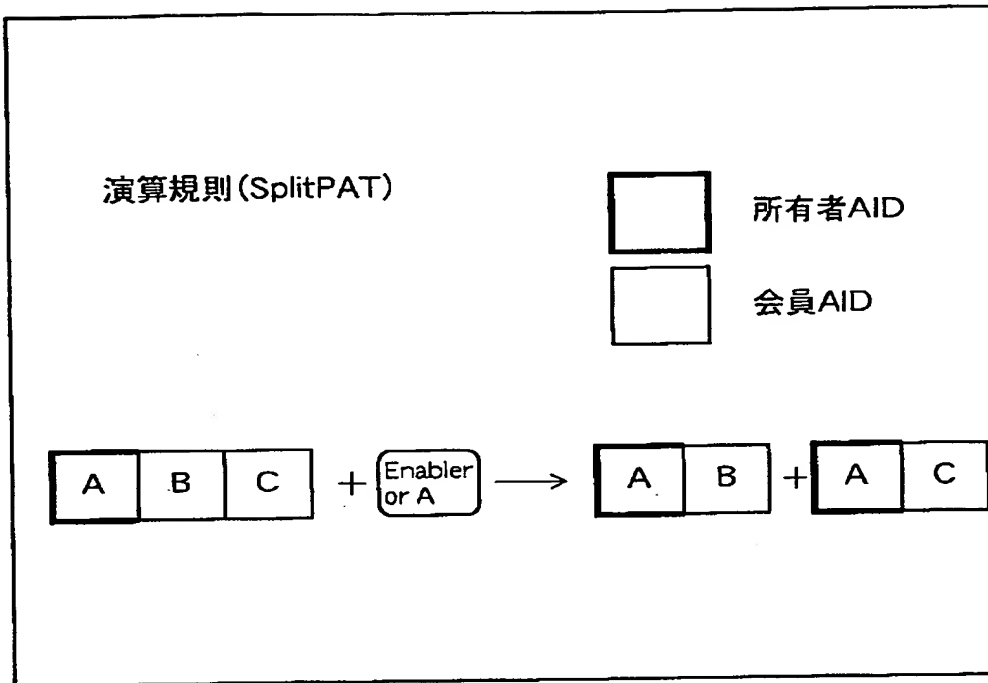 演算規則(SplitPAT)
所有者AID
会員AID
A B C + Enabler or A → A B + A C